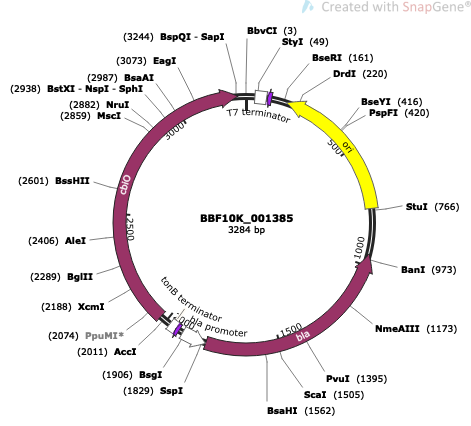 Created with SnapGene®
BbvCI (3)
StyI (49)
BseRI (161)
DrdI (220)
BseYI (416)
PspFI (420)
StuI (766)
BanI (973)
NmeAIII (1173)
PvuI (1395)
ScaI (1505)
BsaHI (1562)
(1829) SspI
(1906) BsgI
(2011) AccI
(2074) PpuMI*
(2188) XcmI
(2289) BglII
(2406) AleI
(2601) BssHII
(2859) MscI
(2882) NruI
(2938) BstXI - NspI - SphI
(2987) BsaAI
(3073) EagI
(3244) BspQI - SapI
T7 terminator
ori
500
1000
bla
1500
bla promoter
tonB terminator
2000
2500
cblO
3000
BBF10K_001385
3284 bp